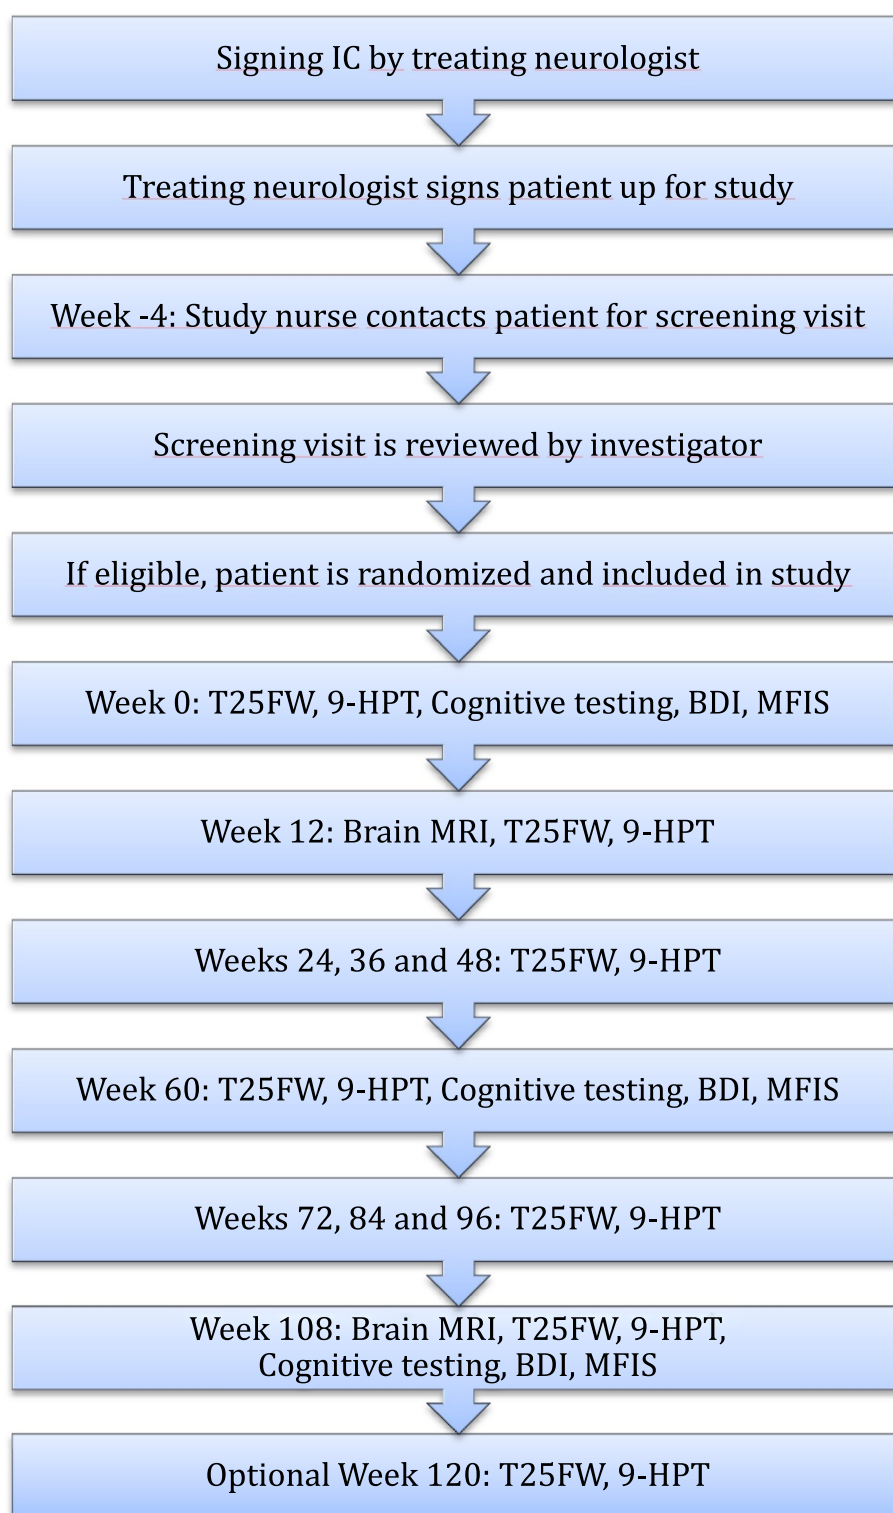 Signing IC by treating neurologist
Treating neurologist signs patient up for study
Week -4: Study nurse contacts patient for screening visit
Screening visit is reviewed by investigator
If eligible, patient is randomized and included in study
Week 0: T25FW, 9-HPT, Cognitive testing, BDI, MFIS
Week 12: Brain MRI, T25FW, 9-HPT
Weeks 24, 36 and 48: T25FW, 9-HPT
Week 60: T25FW, 9-HPT, Cognitive testing, BDI, MFIS
Weeks 72, 84 and 96: T25FW, 9-HPT
Week 108: Brain MRI, T25FW, 9-HPT,
Cognitive testing, BDI, MFIS
Optional Week 120: T25FW, 9-HPT